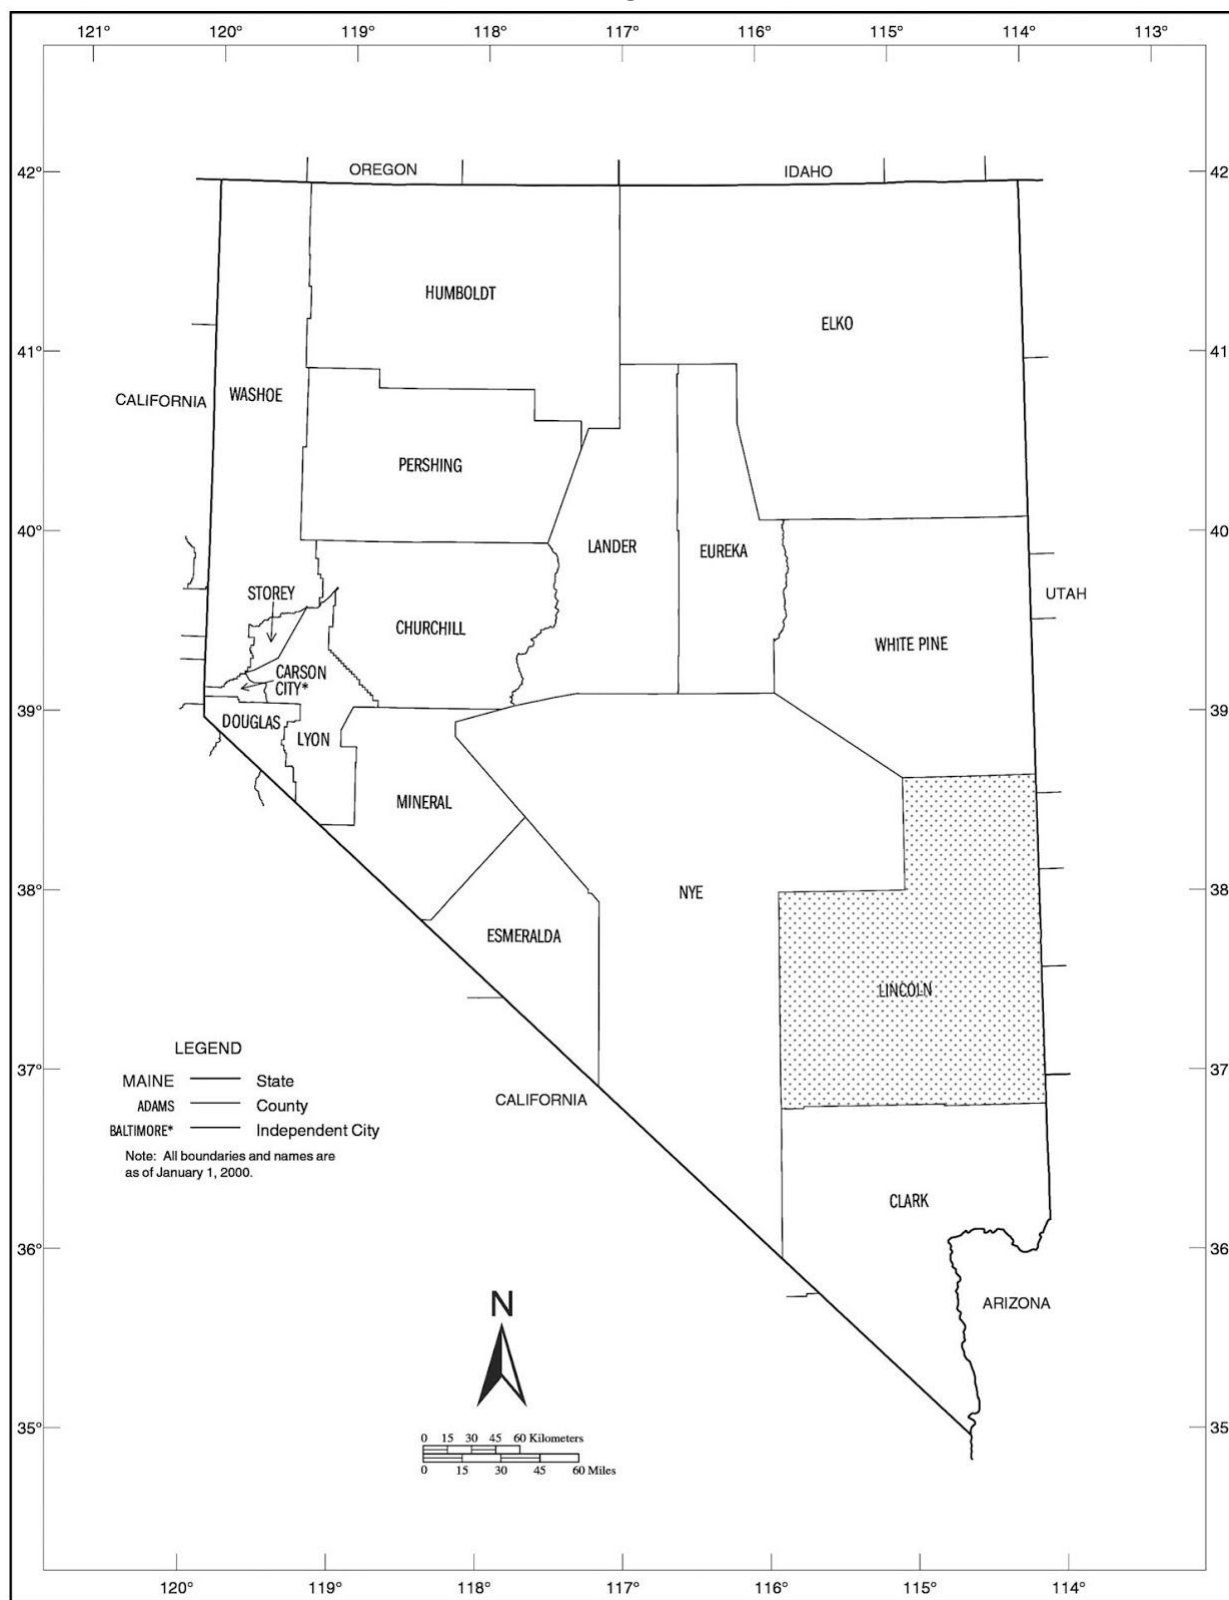 121° 120° 119° 118° 117° 116° 115° 114° 113°
42° OREGON IDAHO 42
HUMBOLDT
ELKO
41° 41
CALIFORNIA WASHOE
PERSHING
40° 40
LANDER EUREKA
STOREY UTAH
CHURCHILL
WHITE PINE
CARSON
CITY*
39° 39
DOUGLAS
LYON
MINERAL
38° NYE 38
ESMERALDA
LINCOLN
LEGEND
37° 37
MAINE State
CALIFORNIA
ADAMS County
BALTIMORE* Independent City
Note: All boundaries and names are
as of January 1, 2000.
CLARK
36° 36
N ARIZONA
35° 35
0 15 30 45 60 Kilometers
0 15 30 45 60 Miles
120° 119° 118° 117° 116° 115° 114°